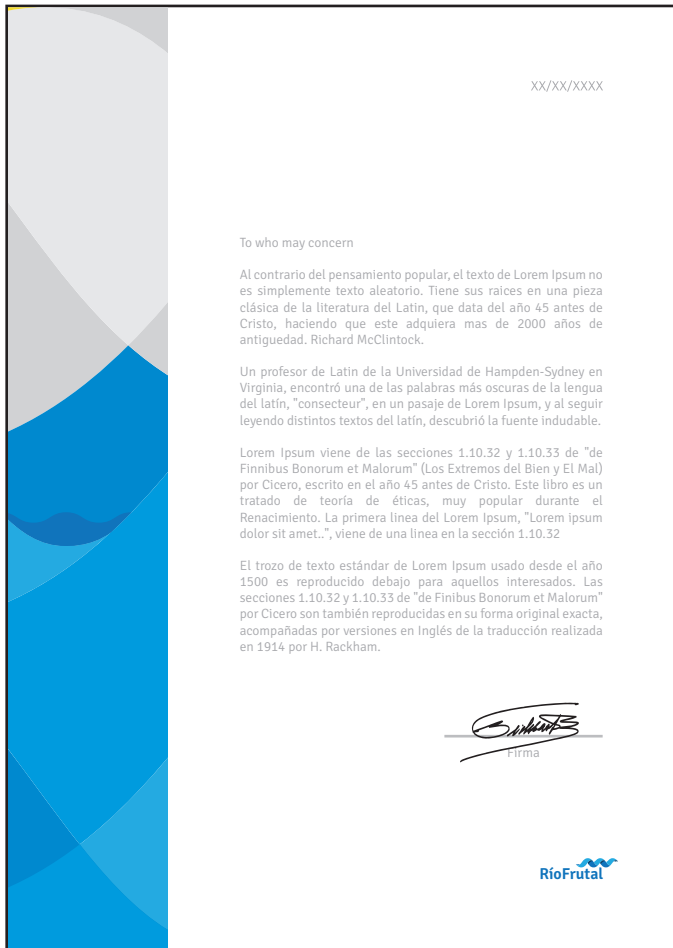 XX/XX/XXXX
To who may concern
Al contrario del pensamiento popular, el texto de Lorem Ipsum no
es simplemente texto aleatorio. Tiene sus raices en una pieza
clásica de la literatura del Latin, que data del año 45 antes de
Cristo, haciendo que este adquiera mas de 2000 años de
antiguedad. Richard McClintock.
Un profesor de Latin de la Universidad de Hampden-Sydney en
Virginia, encontró una de las palabras más oscuras de la lengua
del latín, "consecteur", en un pasaje de Lorem Ipsum, y al seguir
leyendo distintos textos del latín, descubrió la fuente indudable.
Lorem Ipsum viene de las secciones 1.10.32 y 1.10.33 de "de
Finnibus Bonorum et Malorum" (Los Extremos del Bien y El Mal)
por Cicero, escrito en el año 45 antes de Cristo. Este libro es un
tratado de teoría de éticas, muy popular durante el
Renacimiento. La primera linea del Lorem Ipsum, "Lorem ipsum
dolor sit amet..", viene de una linea en la sección 1.10.32
El trozo de texto estándar de Lorem Ipsum usado desde el año
1500 es reproducido debajo para aquellos interesados. Las
secciones 1.10.32 y 1.10.33 de "de Finibus Bonorum et Malorum"
por Cicero son también reproducidas en su forma original exacta,
acompañadas por versiones en Inglés de la traducción realizada
en 1914 por H. Rackham.
Firma
RíoFrutal